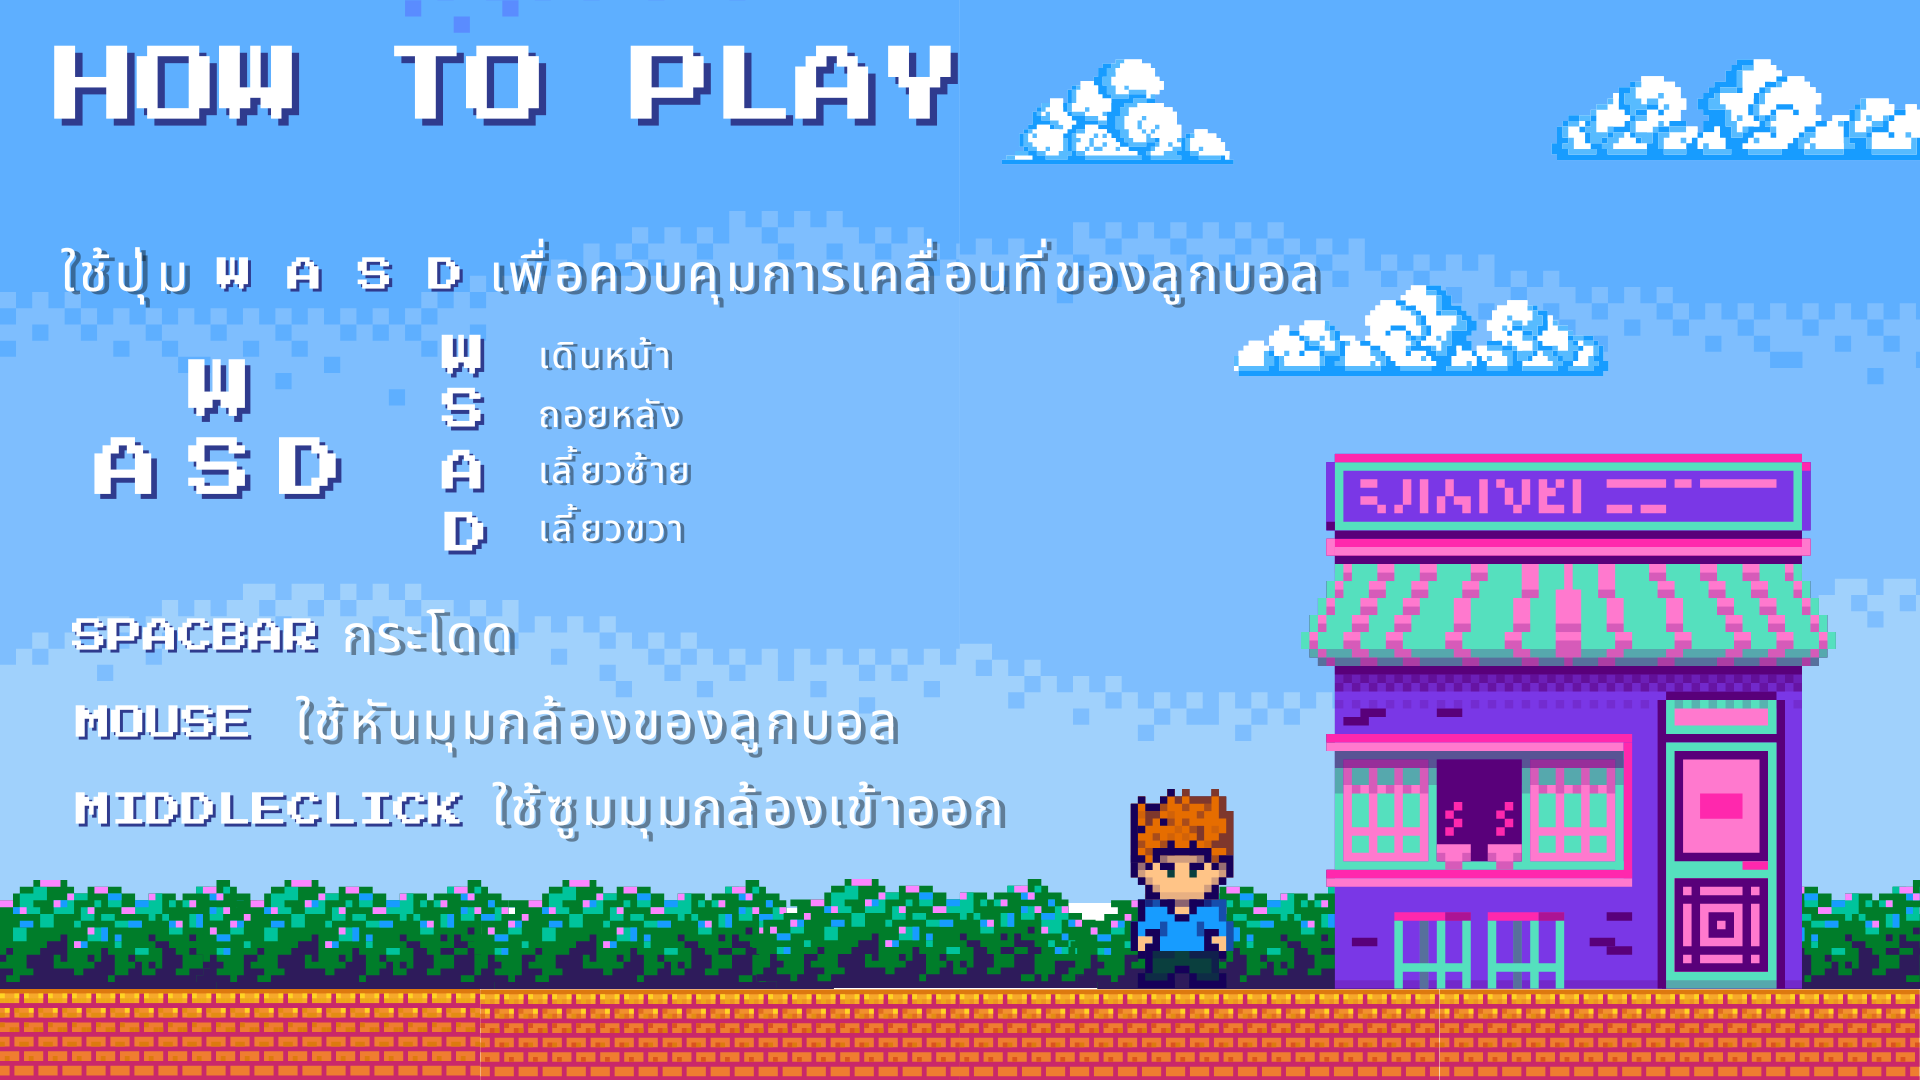 HOW TO PLAY
ใช้ปุ่ม W A S D เพื่อควบคุมการเคลื่อนที่ของลูกบอล
W
A S D
W เดินหน้า
S ถอยหลัง
A เลี้ยวซ้าย
D เลี้ยวขวา
SPACBAR กระโดด
MOUSE ใช้หันมุมกล้องของลูกบอล
MIDDLECLICK ใช้ซูมมุมกล้องเข้าออก